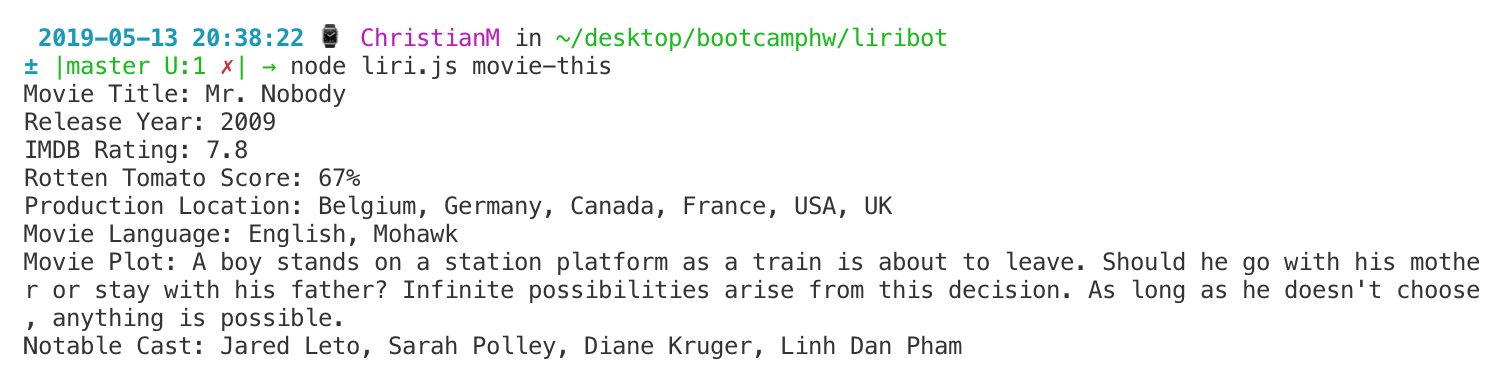 2019-05-13 20:38:22 ⌚ ChristianM in ~/desktop/bootcamphw/liribot
± |master U:1 ✗| → node liri.js movie-this
Movie Title: Mr. Nobody
Release Year: 2009
IMDB Rating: 7.8
Rotten Tomato Score: 67%
Production Location: Belgium, Germany, Canada, France, USA, UK
Movie Language: English, Mohawk
Movie Plot: A boy stands on a station platform as a train is about to leave. Should he go with his mothe
r or stay with his father? Infinite possibilities arise from this decision. As long as he doesn't choose
, anything is possible.
Notable Cast: Jared Leto, Sarah Polley, Diane Kruger, Linh Dan Pham